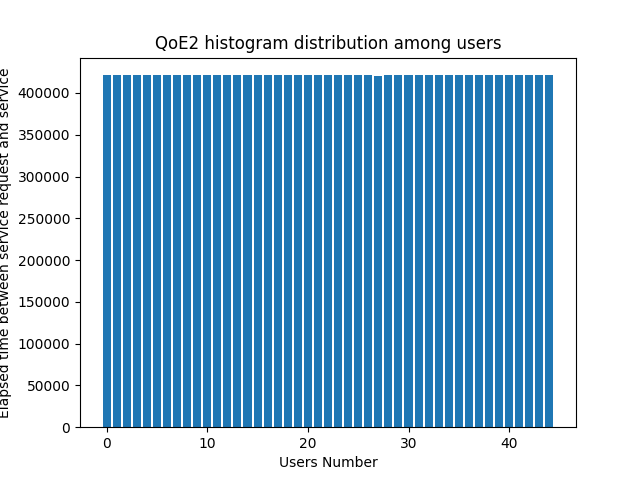 QoE2 histogram distribution among users
Elapsed time between service request and service
400000
350000
300000
250000
200000
150000
100000
50000
0
0 10 20 30 40
Users Number